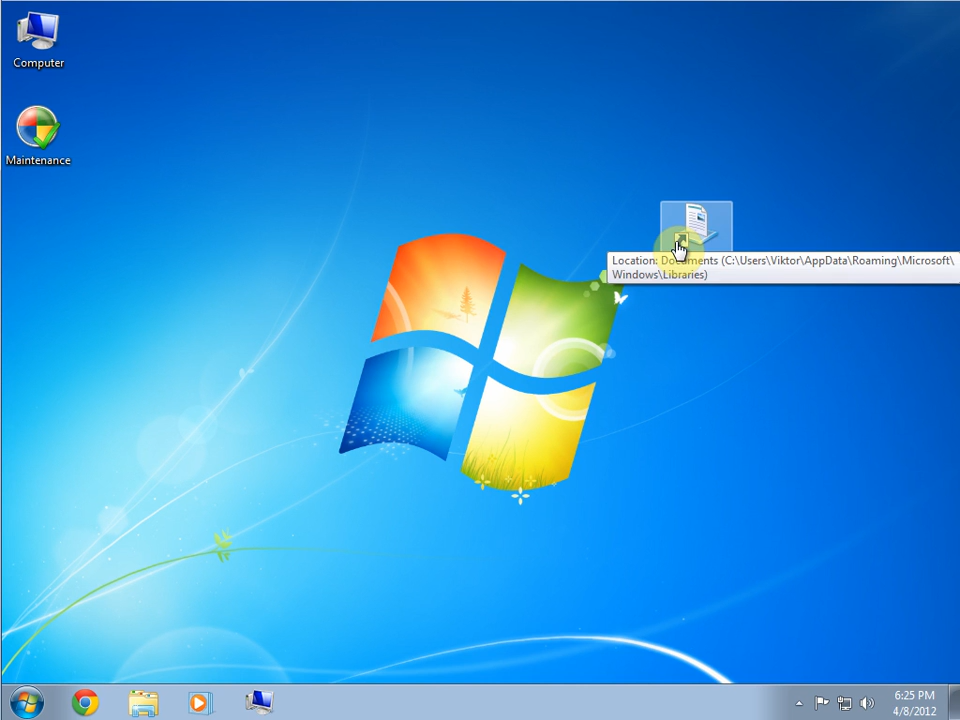 Computer
Maintenance
Location: Documents (C:\Users\Viktor\AppData\Roaming\Microsoft\
Windows\Libraries)
6:25 PM
4/8/2012